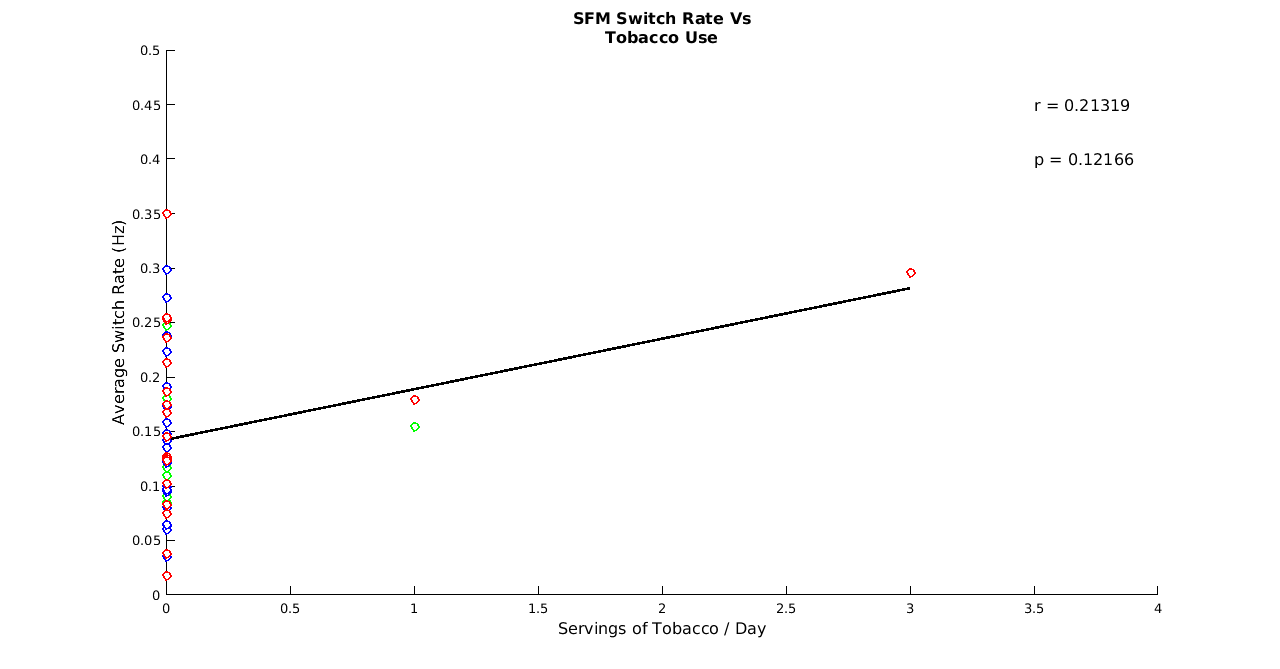 SFM Switch Rate Vs
Tobacco Use
0.5
0.45
0.4
0.35
0.3
0.25
0.2
0.15
0.1
0.05
0
Average Switch Rate (Hz)
r = 0.21319
p = 0.12166
0 0.5 1 1.5 2 2.5 3 3.5 4
Servings of Tobacco / Day